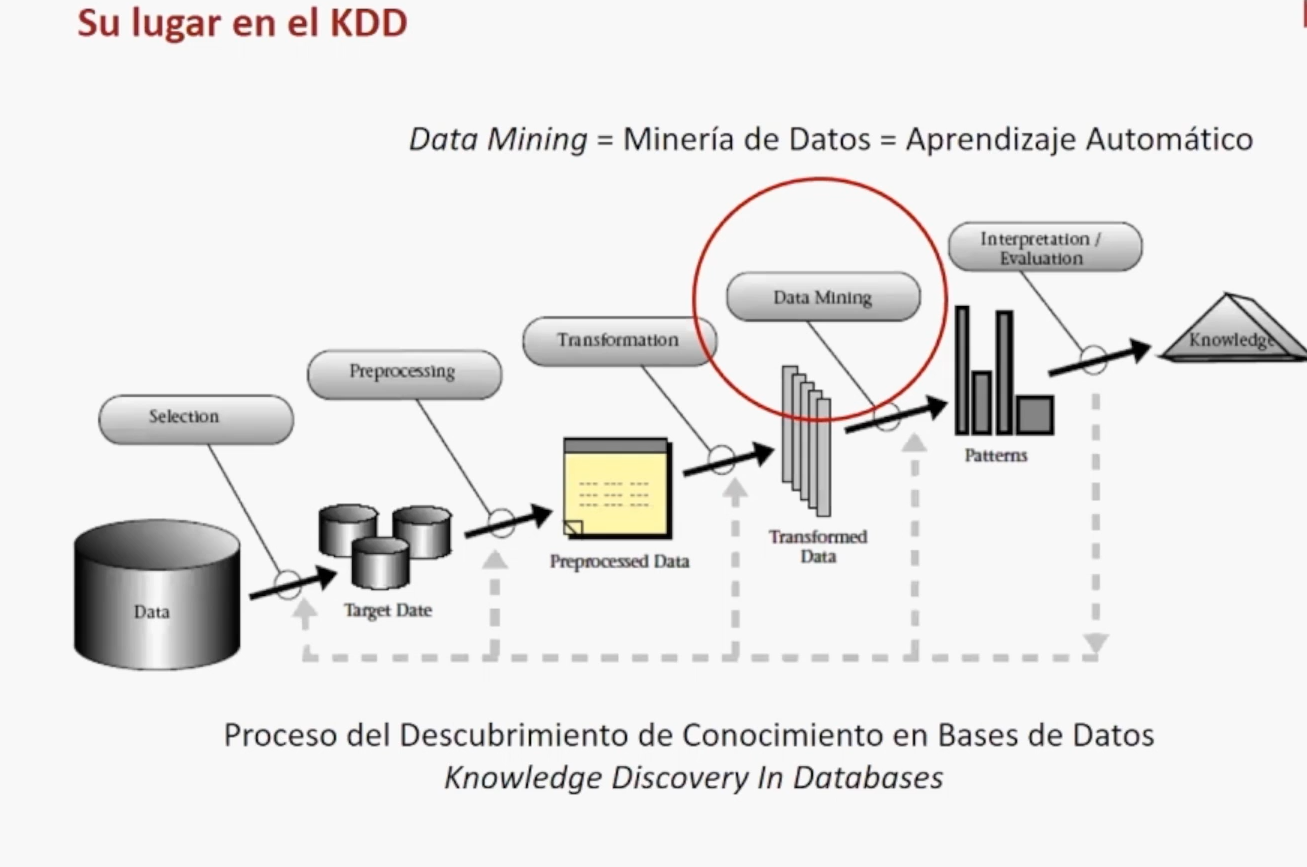 Su lugar en el KDD
Data Mining = Minería de Datos = Aprendizaje Automático
Interpretation /
Evaluation
Data Mining
Transformation
Preprocessing
Selection
Knowledge
Patterns
Transformed
Data
Preprocessed Data
Target Date
Data
Proceso del Descubrimiento de Conocimiento en Bases de Datos
Knowledge Discovery In Databases